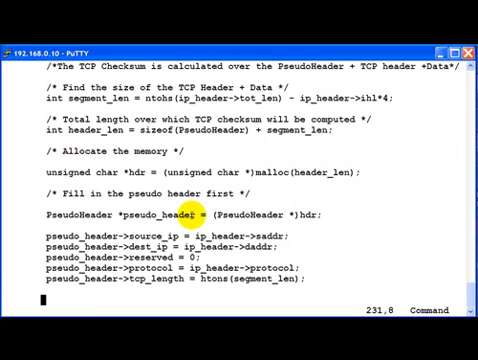 192.168.0.10 - PuTTY
/*The TCP Checksum is calculated over the PseudoHeader + TCP header +Data*/
/* Find the size of the TCP Header + Data */
int segment_len = ntohs(ip_header->tot_len) - ip_header->ihl*4;
/* Total length over which TCP checksum will be computed */
int header_len = sizeof(PseudoHeader) + segment_len;
/* Allocate the memory */
unsigned char *hdr = (unsigned char *)malloc(header_len);
/* Fill in the pseudo header first */
PseudoHeader *pseudo_header = (PseudoHeader *)hdr;
pseudo_header->source_ip = ip_header->saddr;
pseudo_header->dest_ip = ip_header->daddr;
pseudo_header->reserved = 0;
pseudo_header->protocol = ip_header->protocol;
pseudo_header->tcp_length = htons(segment_len);
231,8 Command